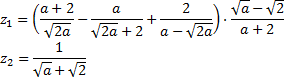 z₁ = ( (a + 2)/√(2a) − a/(√(2a) + 2) + 2/(a − √(2a)) ) · (√a − √2)/(a + 2)
z₂ = 1/(√a + √2)